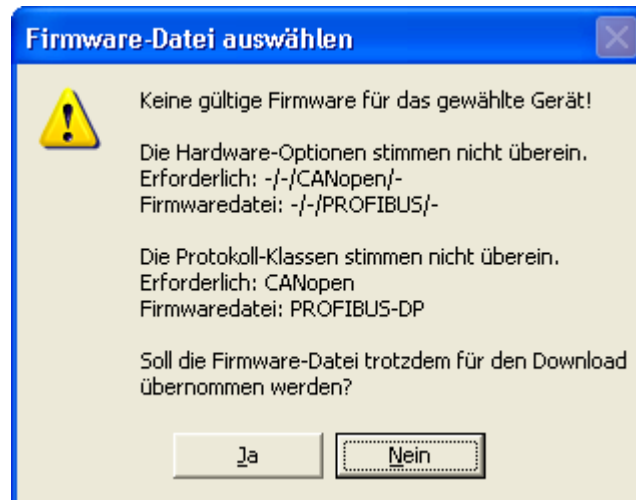 Firmware-Datei auswählen
Keine gültige Firmware für das gewählte Gerät!
Die Hardware-Optionen stimmen nicht überein.
Erforderlich: -/-/CANopen/-
Firmwaredatei: -/-/PROFIBUS/-
Die Protokoll-Klassen stimmen nicht überein.
Erforderlich: CANopen
Firmwaredatei: PROFIBUS-DP
Soll die Firmware-Datei trotzdem für den Download
übernommen werden?
Ja
Nein